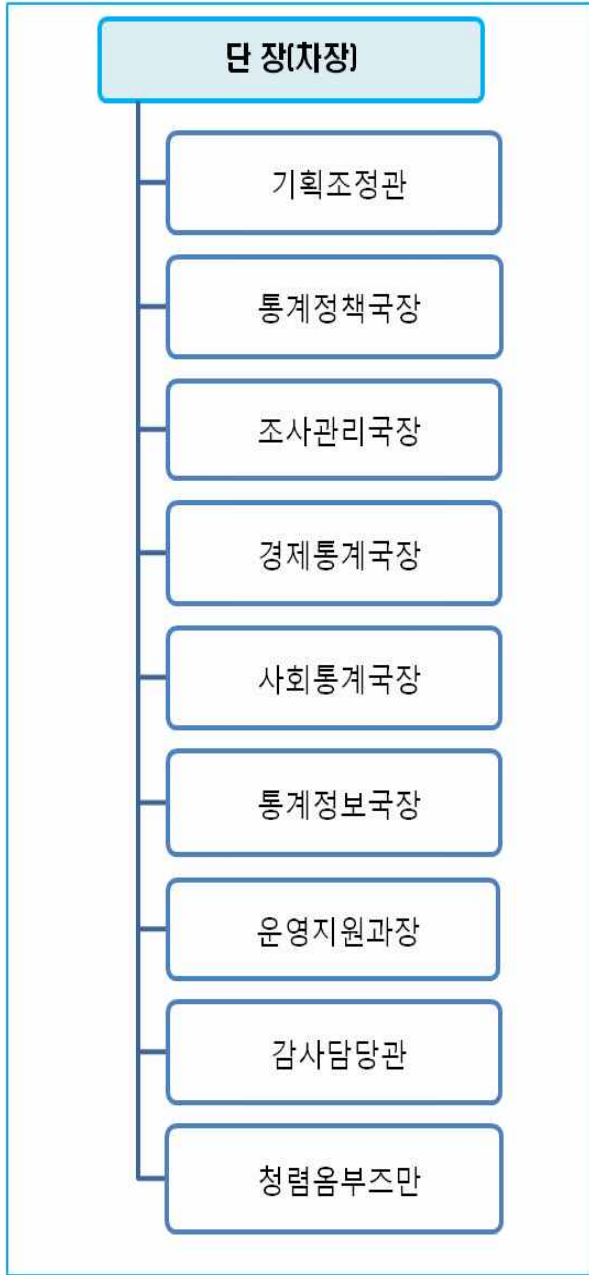 단 장(차장)
기획조정관
통계정책국장
조사관리국장
경제통계국장
사회통계국장
통계정보국장
운영지원과장
감사담당관
청렴옴부즈만